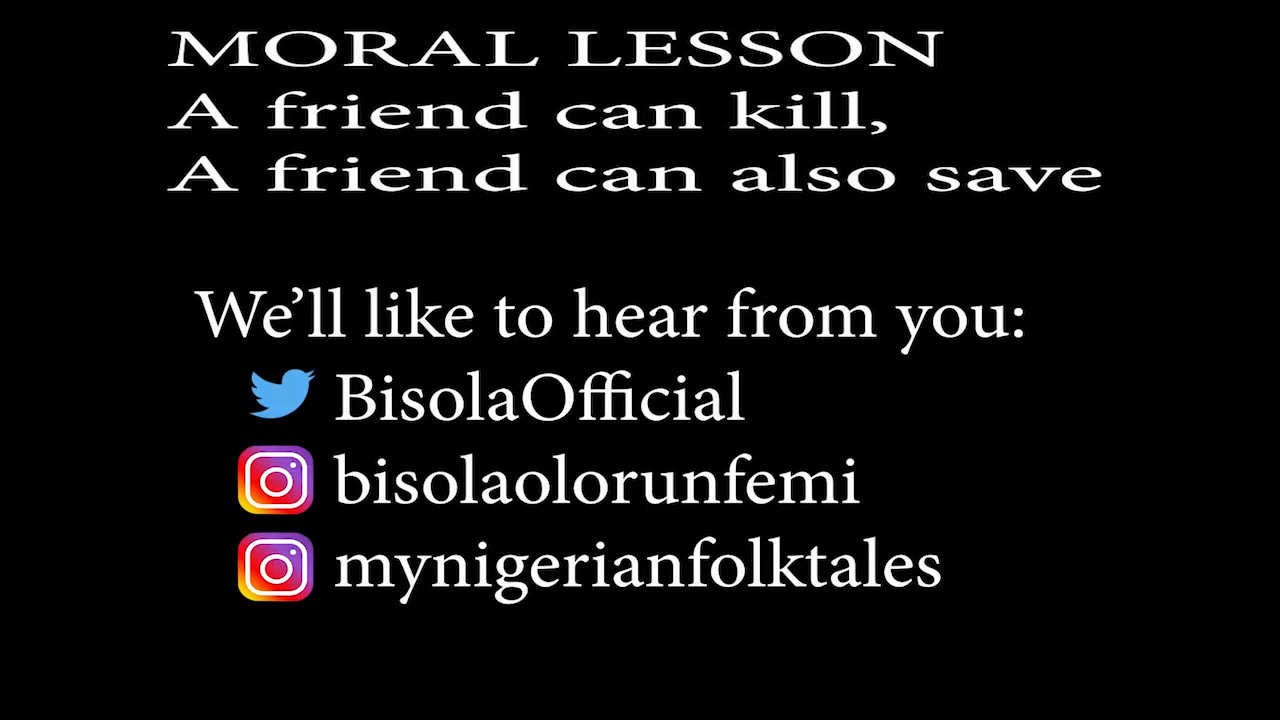 MORAL LESSON
A friend can kill,
A friend can also save
We’ll like to hear from you:
BisolaOfficial
bisolaolorunfemi
mynigerianfolktales